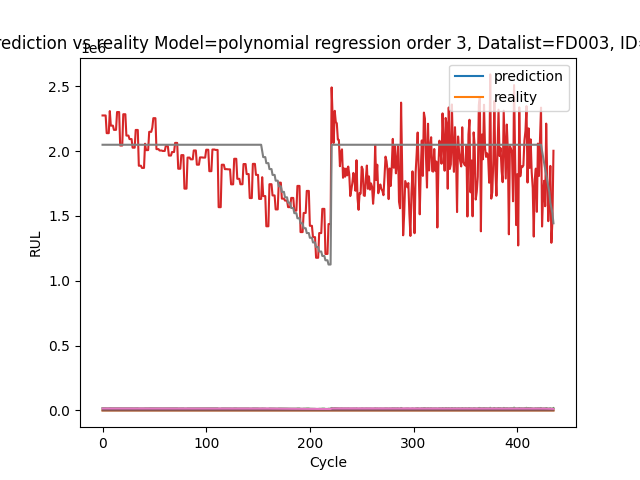 rediction vs reality Model=polynomial regression order 3, Datalist=FD003, ID=
1e6
prediction
reality
2.5
2.0
1.5
1.0
0.5
0.0
RUL
0 100 200 300 400
Cycle